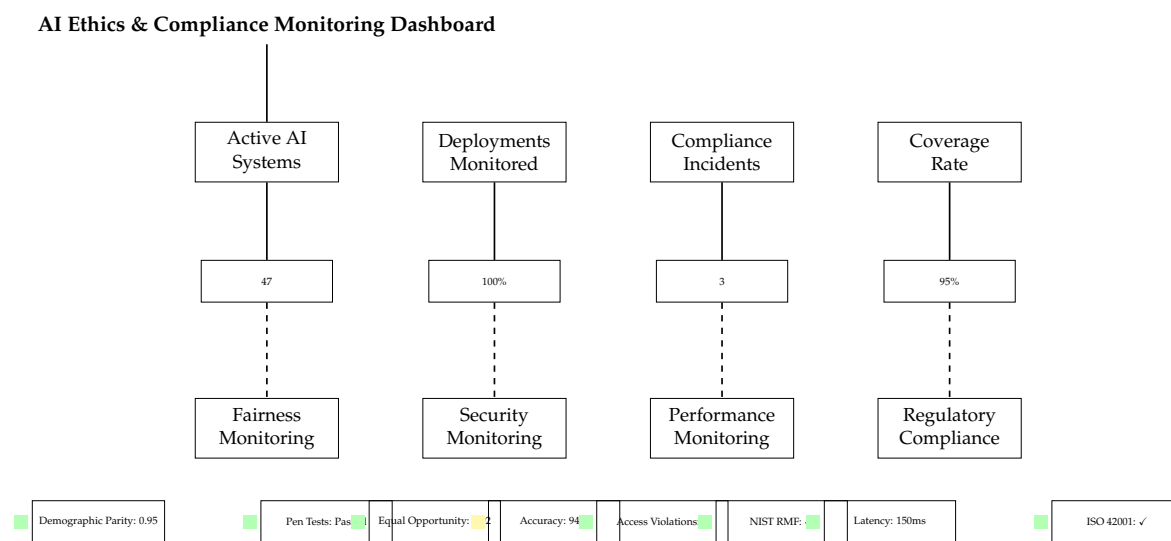 AI Ethics & Compliance Monitoring Dashboard
Active AI
Systems
Deployments
Monitored
Compliance
Incidents
Coverage
Rate
47
100%
3
95%
Fairness
Monitoring
Security
Monitoring
Performance
Monitoring
Regulatory
Compliance
Demographic Parity: 0.95
Pen Tests:
Equal Opportunity:
Accuracy: 94
Access Violations
NIST RMF:
Latency: 150ms
ISO 42001: ✓